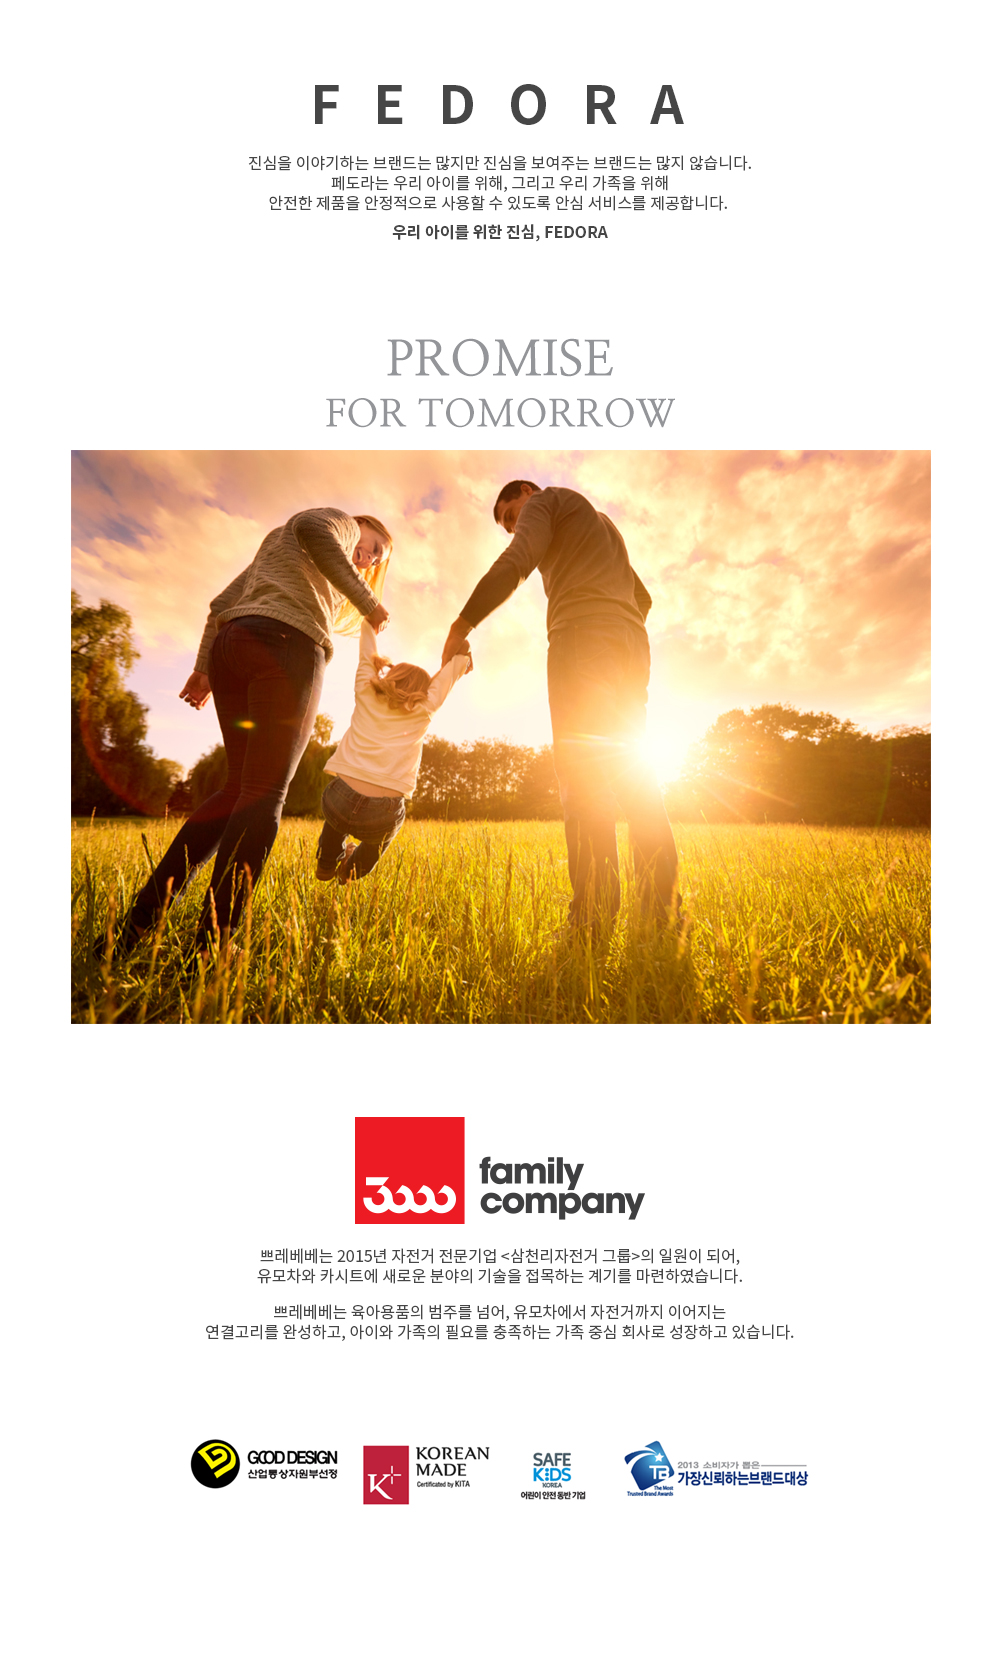 FEDORA
진심을 이야기하는 브랜드는 많지만 진심을 보여주는 브랜드는 많지 않습니다.
페도라는 우리 아이를 위해, 그리고 우리 가족을 위해
안전한 제품을 안정적으로 사용할 수 있도록 안심 서비스를 제공합니다.
우리 아이를 위한 진심, FEDORA
PROMISE
FOR TOMORROW
3000
family
company
쁘레베베는 2015년 자전거 전문기업 <삼천리자전거 그룹>의 일원이 되어,
유모차와 카시트에 새로운 분야의 기술을 접목하는 계기를 마련하였습니다.
쁘레베베는 육아용품의 범주를 넘어, 유모차에서 자전거까지 이어지는
연결고리를 완성하고, 아이와 가족의 필요를 충족하는 가족 중심 회사로 성장하고 있습니다.
GOOD DESIGN
산업통상자원부선정
K+
KOREAN
MADE
Certificated by KITA
SAFE
KiDS
KOREA
어린이 안전 동반 기업
TB
The Most
Trusted Brand Awards
2013 소비자가 뽑은
가장신뢰하는브랜드대상